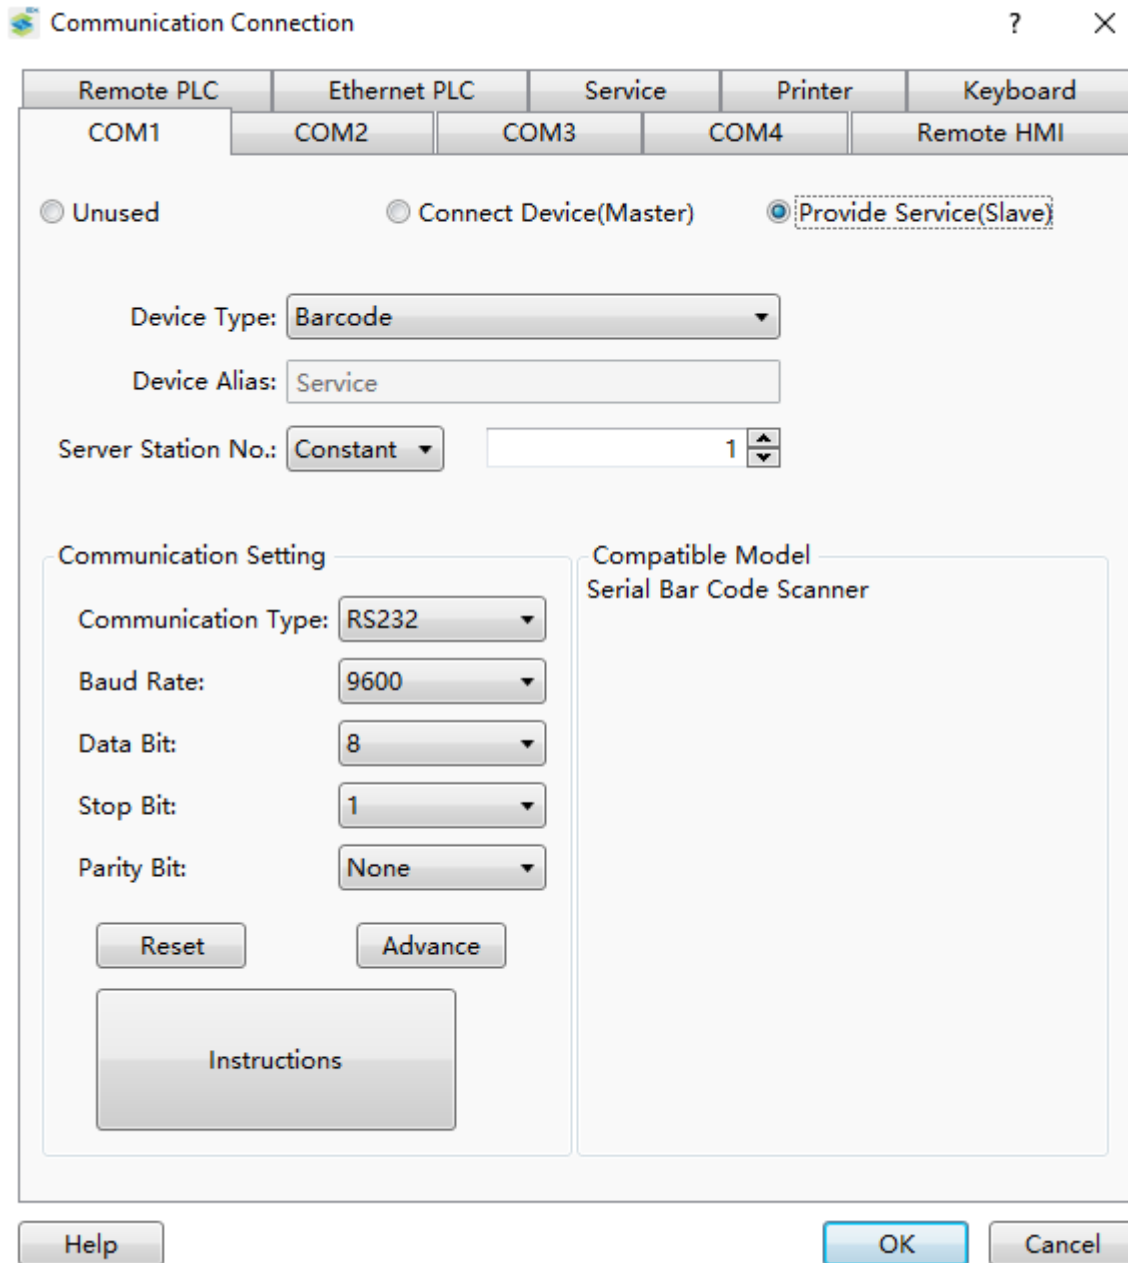 Communication Connection ?
Remote PLC Ethernet PLC Service Printer Keyboard
COM1 COM2 COM3 COM4 Remote HMI
Unused Connect Device(Master) Provide Service(Slave)
Device Type: Barcode
Device Alias: Service
Server Station No.: Constant 1
Communication Setting
Communication Type: RS232
Baud Rate: 9600
Data Bit: 8
Stop Bit: 1
Parity Bit: None
Reset Advance
Instructions
Compatible Model
Serial Bar Code Scanner
Help OK Cancel